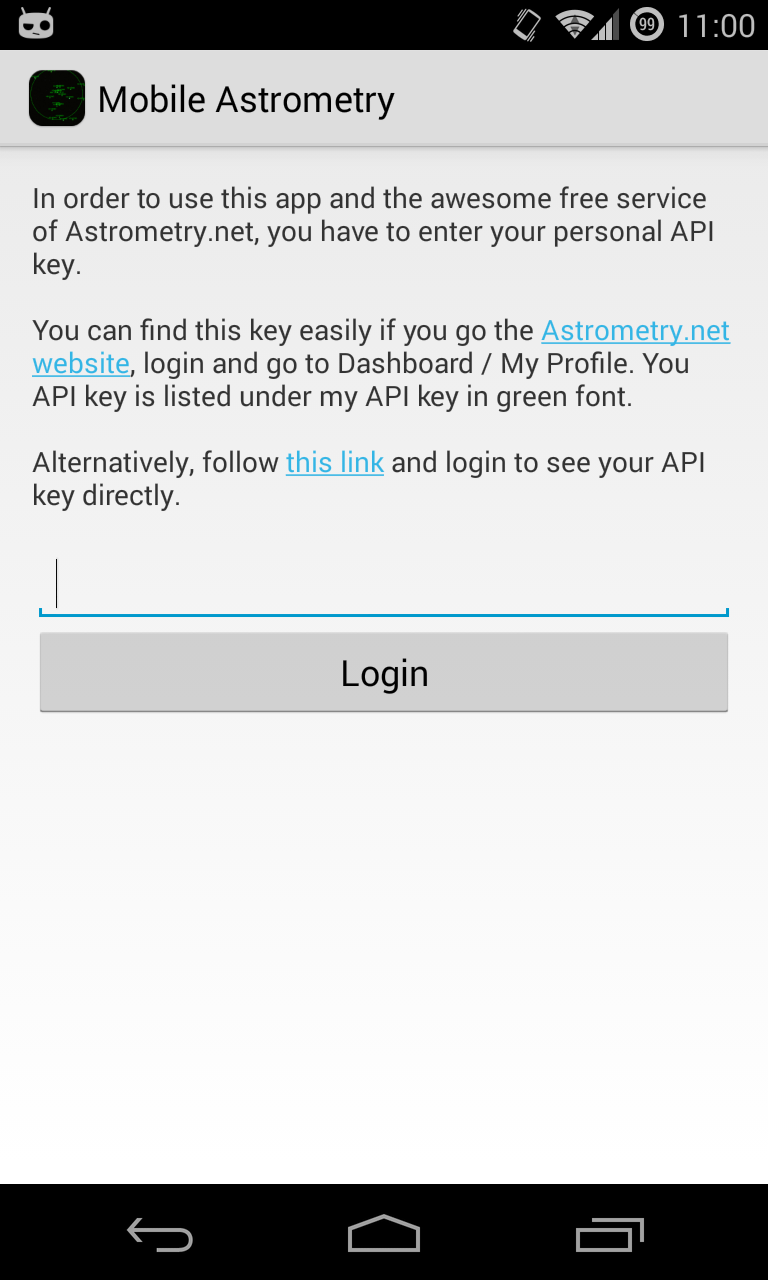 99 11:00
Mobile Astrometry
In order to use this app and the awesome free service
of Astrometry.net, you have to enter your personal API
key.
You can find this key easily if you go the Astrometry.net
website, login and go to Dashboard / My Profile. You
API key is listed under my API key in green font.
Alternatively, follow this link and login to see your API
key directly.
Login